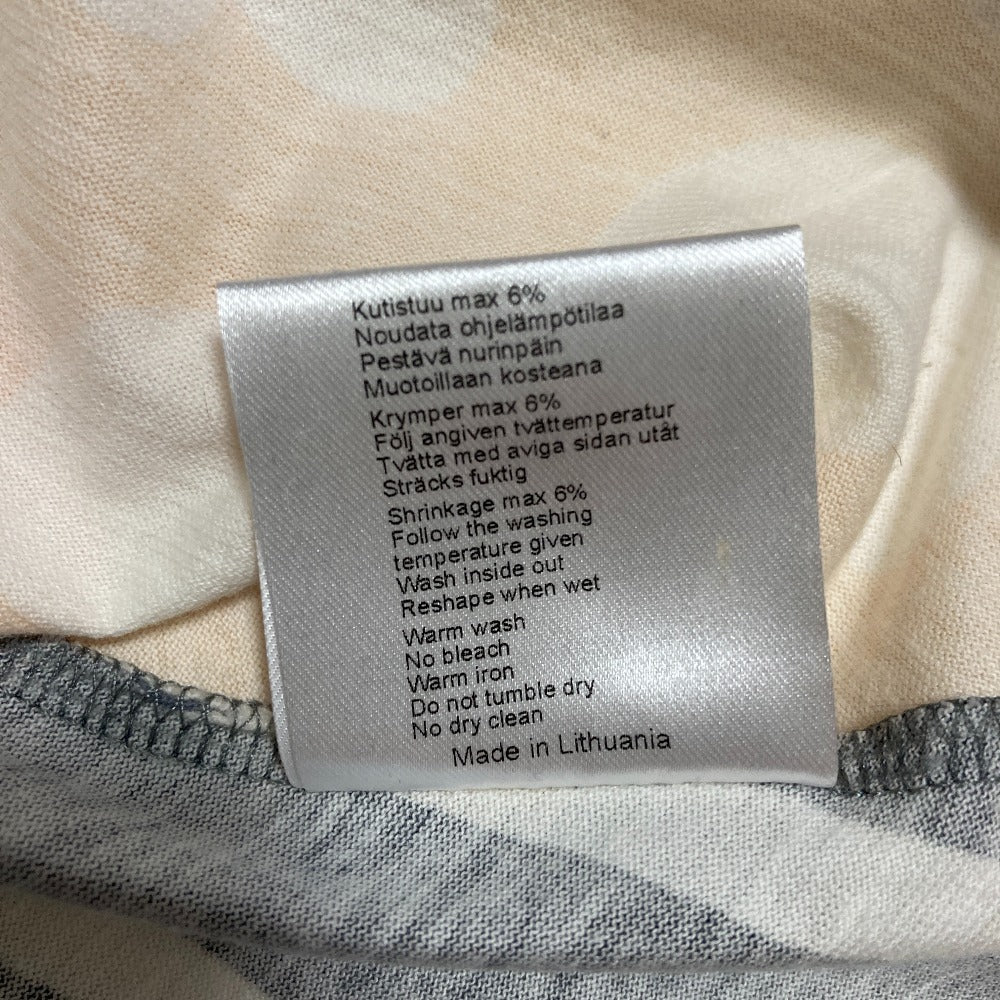 Kutistuu max 6%
Noudata ohjelämpötilaa
Pestävä nurinpäin
Muotoillaan kosteana
Krymper max 6%
Följ angiven tvättemperatur
Tvätta med aviga sidan utåt
Sträcks fuktig
Shrinkage max 6%
Follow the washing
temperature given
Wash inside out
Reshape when wet
Warm wash
No bleach
Warm iron
Do not tumble dry
No dry clean
Made in Lithuania